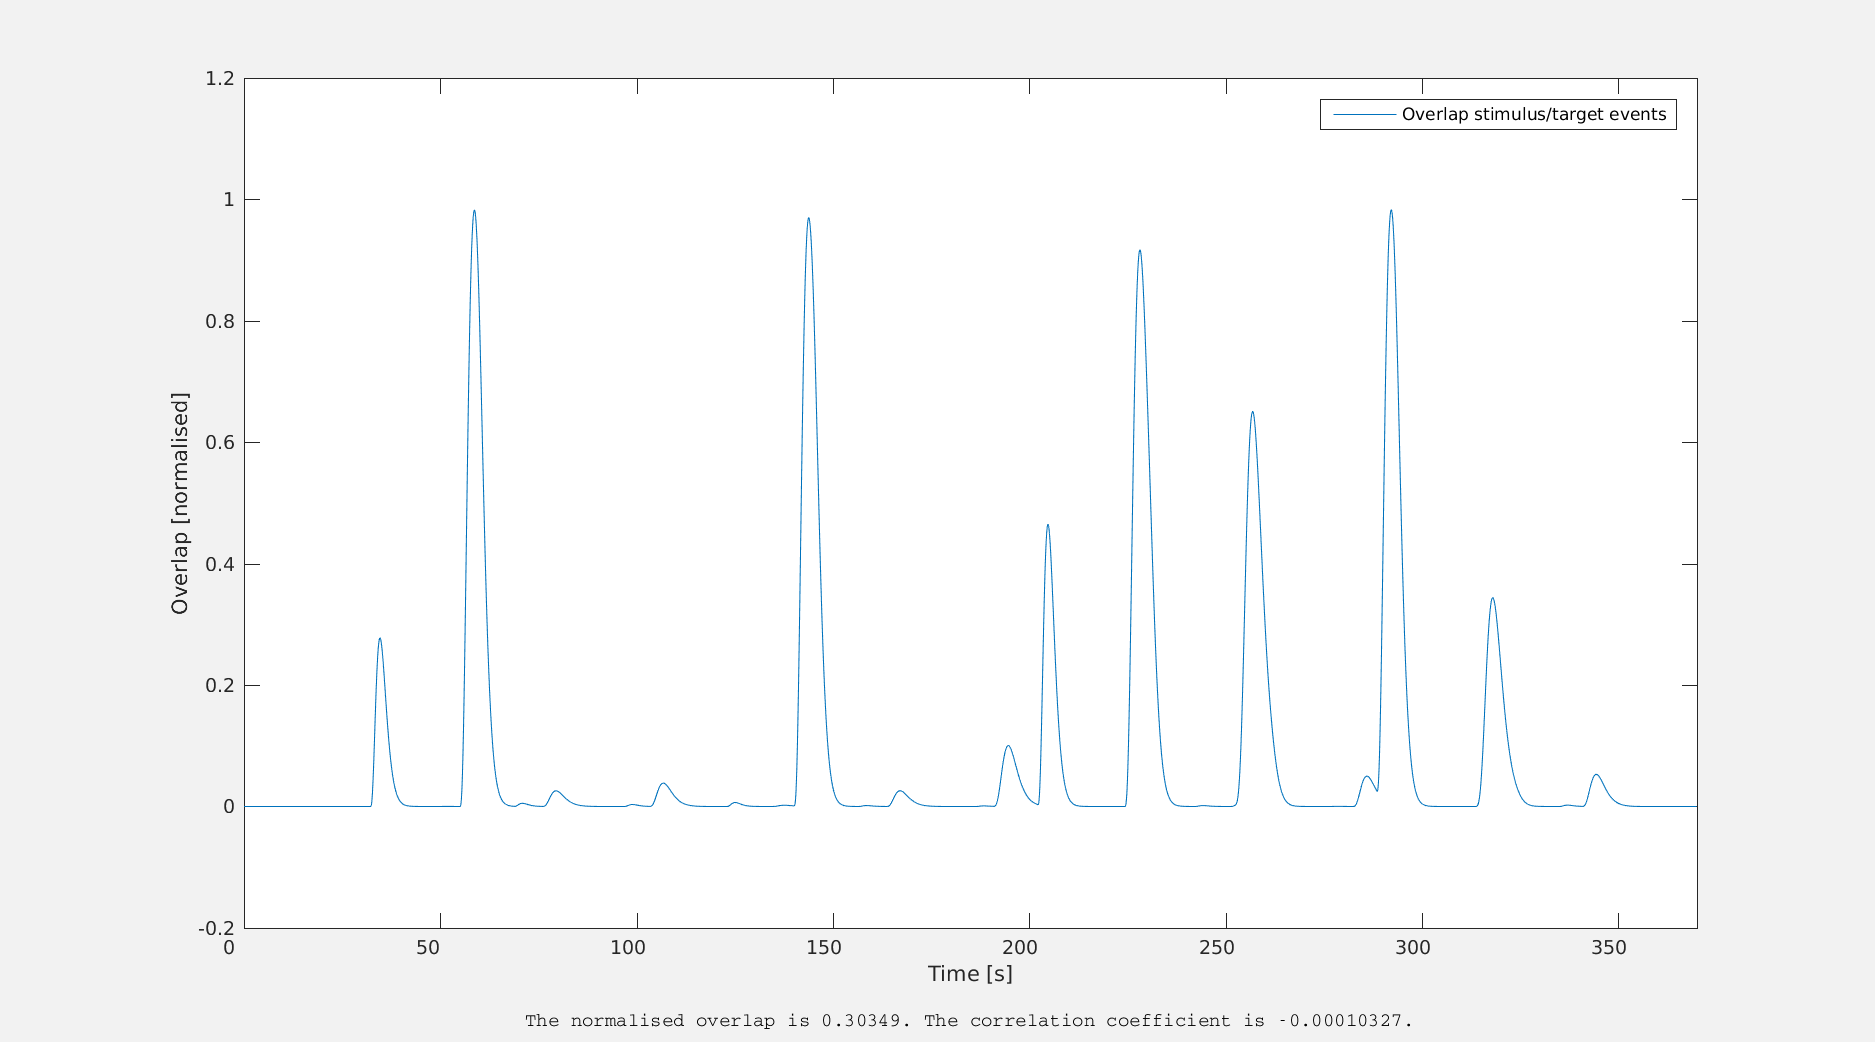 1.2
Overlap stimulus/target events
1
0.8
0.6
0.4
0.2
0
-0.2
Overlap [normalised]
0 50 100 150 200 250 300 350
Time [s]
The normalised overlap is 0.30349. The correlation coefficient is -0.00010327.